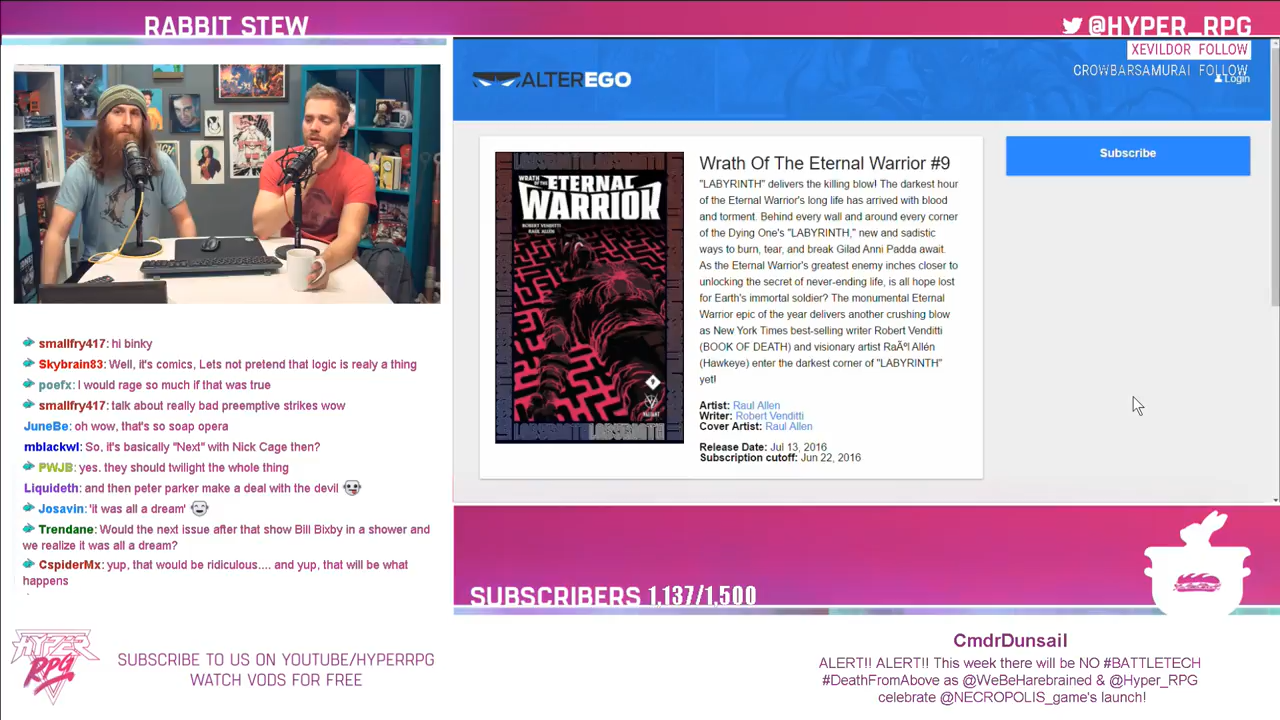 RABBIT STEW
@HYPER_RPG
XEVILDOR FOLLOW
CROWBARSAMURAI FOLLOW
Login
ALTEREGO
Subscribe
WRATH OF THE
ETERNAL
WARRIOR
ROBERT VENDITTI
RAUL ALLEN
9
VALIANT
LABYRINTH
Wrath Of The Eternal Warrior #9
"LABYRINTH" delivers the killing blow! The darkest hour
of the Eternal Warrior's long life has arrived with blood
and torment. Behind every wall and around every corner
of the Dying One's "LABYRINTH," new and sadistic
ways to burn, tear, and break Gilad Anni Padda await.
As the Eternal Warrior's greatest enemy inches closer to
unlocking the secret of never-ending life, is all hope lost
for Earth's immortal soldier? The monumental Eternal
Warrior epic of the year delivers another crushing blow
as New York Times best-selling writer Robert Venditti
(BOOK OF DEATH) and visionary artist RaÃºl Allén
(Hawkeye) enter the darkest corner of "LABYRINTH"
yet!
Artist: Raul Allen
Writer: Robert Venditti
Cover Artist: Raul Allen
Release Date: Jul 13, 2016
Subscription cutoff: Jun 22, 2016
smallfry417: hi binky
Skybrain83: Well, it's comics, Lets not pretend that logic is realy a thing
poefx: I would rage so much if that was true
smallfry417: talk about really bad preemptive strikes wow
JuneBe: oh wow, that's so soap opera
mblackwl: So, it's basically "Next" with Nick Cage then?
PWJB: yes. they should twilight the whole thing
Liquideth: and then peter parker make a deal with the devil
Josavin: 'it was all a dream'
Trendane: Would the next issue after that show Bill Bixby in a shower and
we realize it was all a dream?
CspiderMx: yup, that would be ridiculous.... and yup, that will be what
happens
SUBSCRIBERS 1,137/1,500
HYPER
RPG
SUBSCRIBE TO US ON YOUTUBE/HYPERRPG
WATCH VODS FOR FREE
CmdrDunsail
ALERT!! ALERT!! This week there will be NO #BATTLETECH
#DeathFromAbove as @WeBeHarebrained & @Hyper_RPG
celebrate @NECROPOLIS_game's launch!